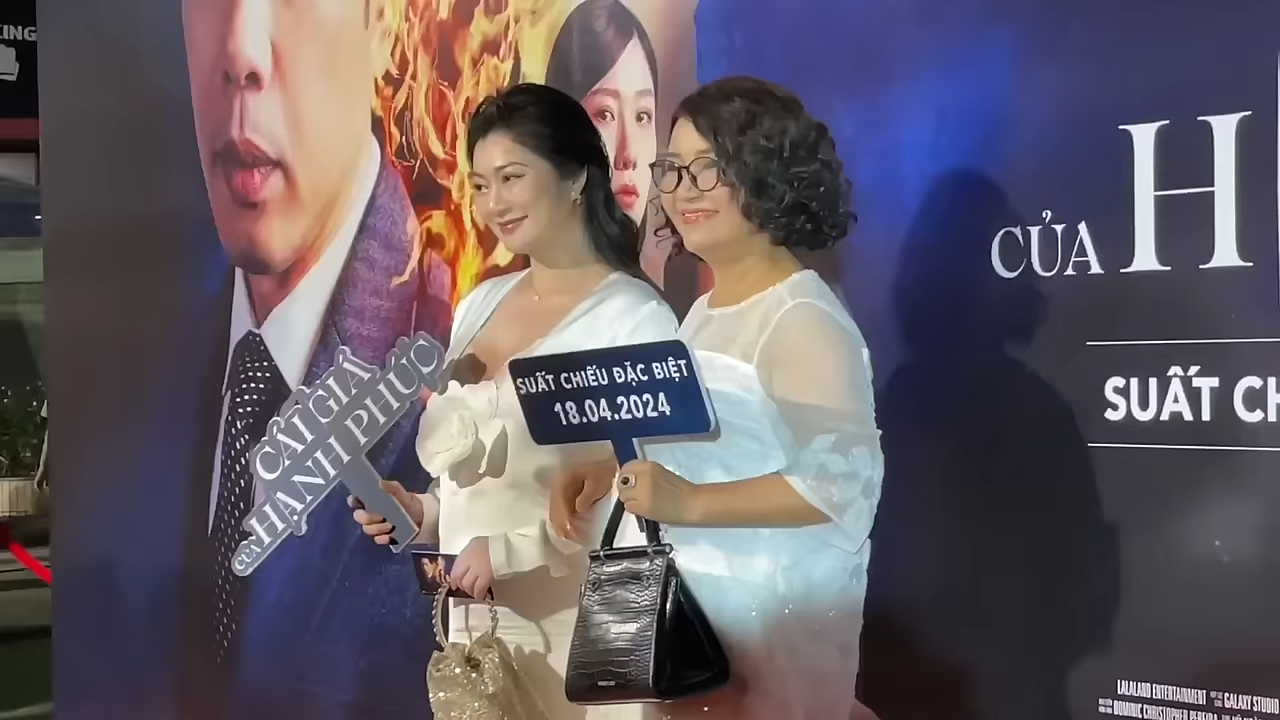 KING
CÁI GIÁ
CỦA HẠNH PHÚC
SUẤT CHIẾU ĐẶC BIỆT
18.04.2024
CỦA H
SUẤT CH
LALALAND ENTERTAINMENT
GALAXY STUDIO
DOMINIC CHRISTOPHER